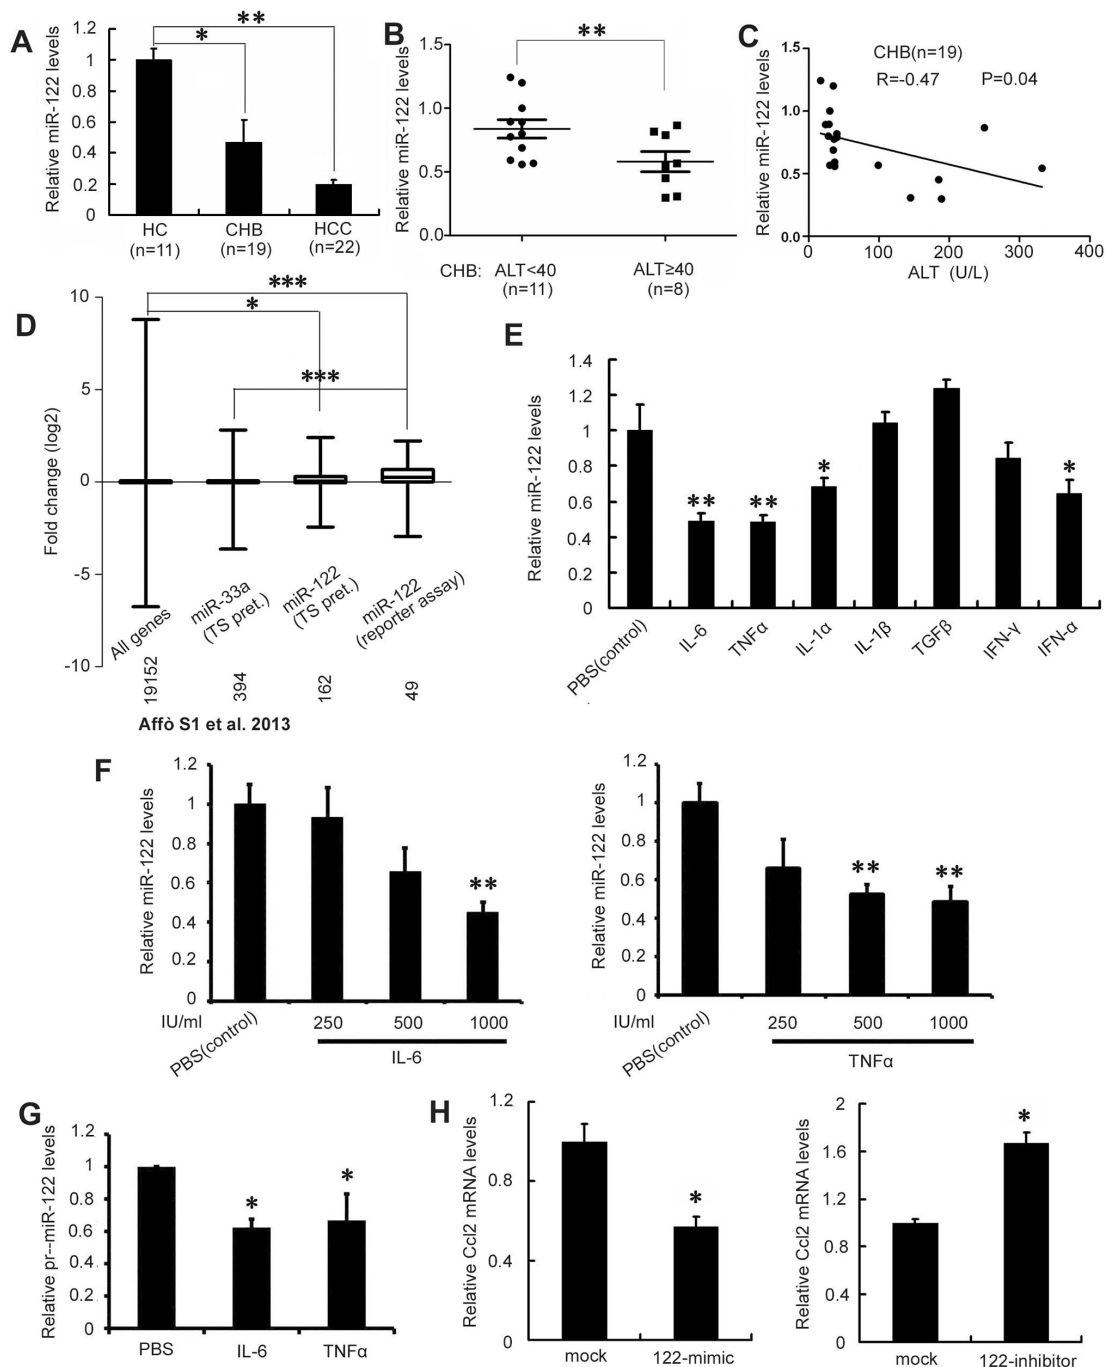 A
Relative miR-122 levels
1.2
1
0.8
0.6
0.4
0.2
0
*
**
HC
(n=11)
CHB
(n=19)
HCC
(n=22)
B
Relative miR-122 levels
1.5
1.0
0.5
0.0
**
CHB: ALT<40 ALT≥40
(n=11) (n=8)
C
Relative miR-122 levels
1.5
1.0
0.5
0.0
CHB(n=19)
R=-0.47 P=0.04
0 100 200 300 400
ALT (U/L)
D
Fold change (log2)
10
5
0
-5
-10
***
*
***
All genes
miR-33a
(TS pret.)
miR-122
(TS pret.)
miR-122
(reporter assay)
19152
394
162
49
Affò S1 et al. 2013
E
Relative miR-122 levels
1.4
1.2
1
0.8
0.6
0.4
0.2
0
** ** * *
PBS(control) IL-6 TNFα IL-1α IL-1β TGFβ IFN-γ IFN-α
F
Relative miR-122 levels
1.2
1
0.8
0.6
0.4
0.2
0
**
IU/ml
PBS(control)
250 500 1000
IL-6
Relative miR-122 levels
1.2
1
0.8
0.6
0.4
0.2
0
** **
IU/ml
PBS(control)
250 500 1000
TNFα
G
Relative pr--miR-122 levels
1.2
1
0.8
0.6
0.4
0.2
0
* *
PBS IL-6 TNFα
H
Relative Ccl2 mRNA levels
1.2
0.8
0.4
0
*
mock 122-mimic
Relative Ccl2 mRNA levels
2
1.6
1.2
0.8
0.4
0
*
mock 122-inhibitor